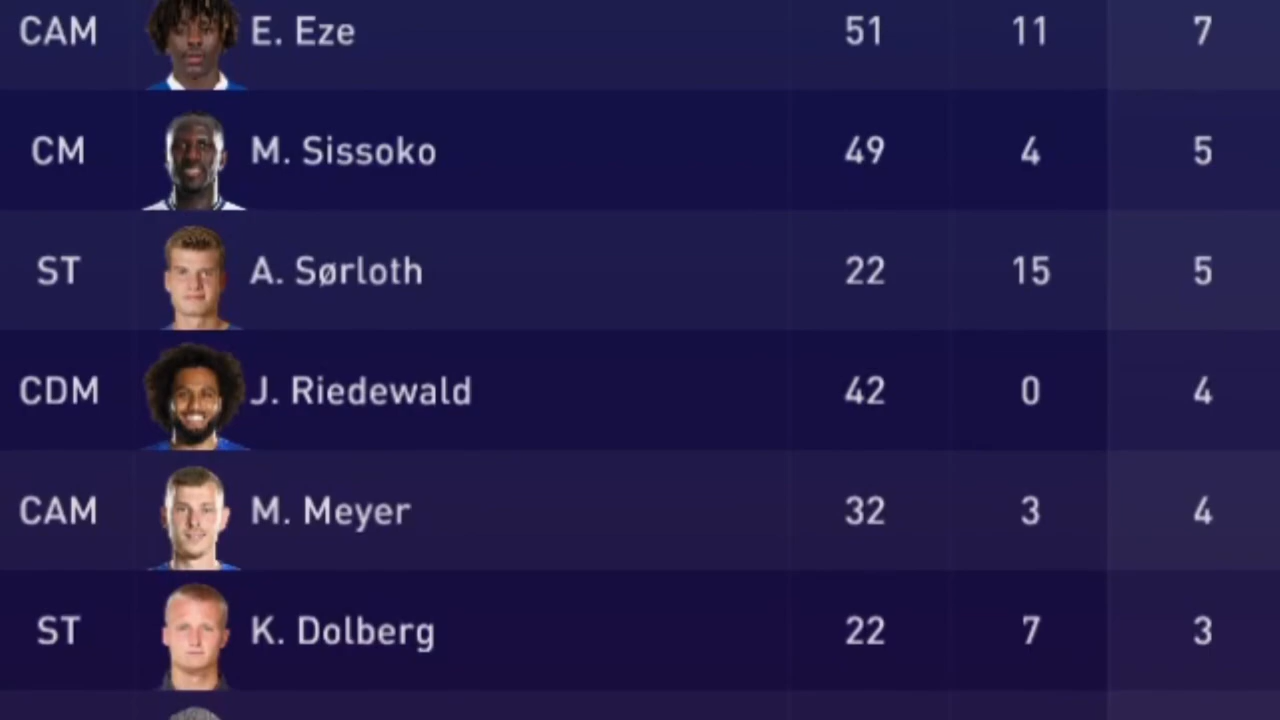 CAM E. Eze 51 11 7
CM M. Sissoko 49 4 5
ST A. Sørloth 22 15 5
CDM J. Riedewald 42 0 4
CAM M. Meyer 32 3 4
ST K. Dolberg 22 7 3